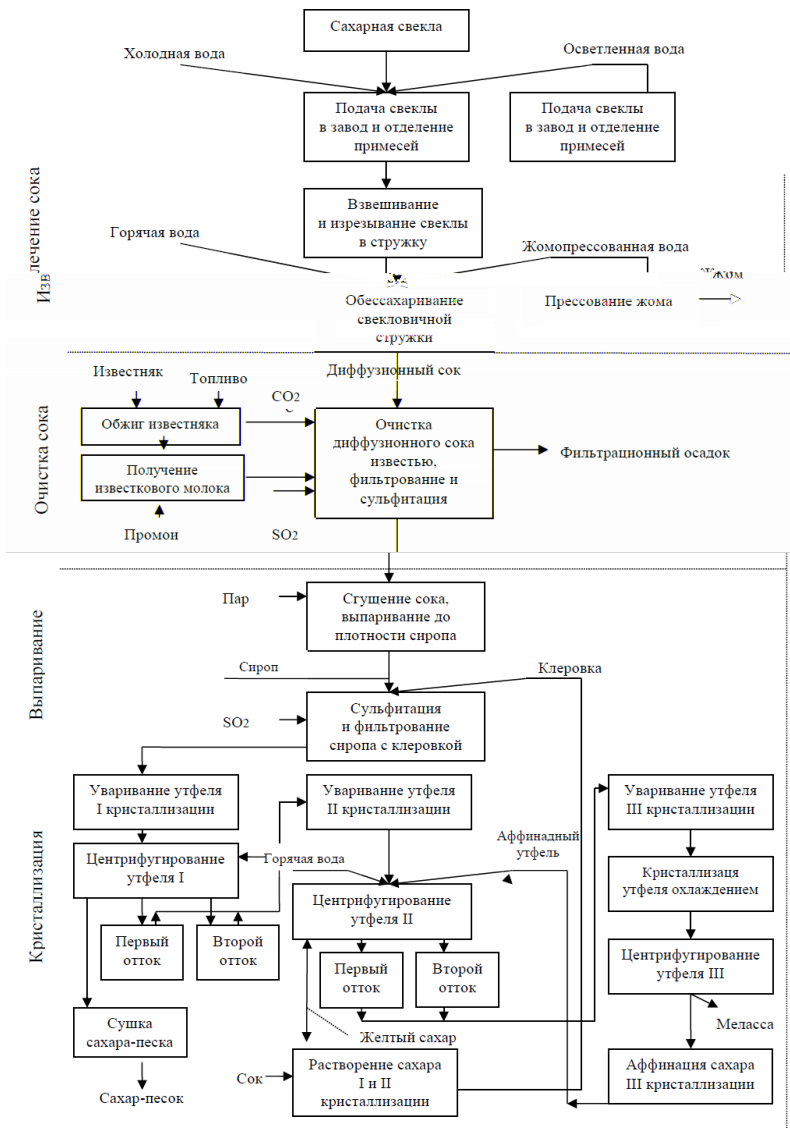 Сахарная свекла
Холодная вода
Осветленная вода
Подача свеклы
в завод и отделение
примесей
Подача свеклы
в завод и отделение
примесей
Извлечение сока
Взвешивание
и изрезывание свеклы
в стружку
Горячая вода
Жомопрессованная вода
Жом
Обессахаривание
свекловичной
стружки
Прессование жома
Диффузионный сок
Очистка сока
Известняк
Топливо
CO2
Обжиг известняка
Получение
известкового молока
Очистка
диффузионного сока
известью,
фильтрование и
сульфитация
Фильтрационный осадок
Промои
SO2
Выпаривание
Пар
Сгущение сока,
выпаривание до
плотности сиропа
Сироп
Клеровка
SO2
Сульфитация
и фильтрование
сиропа с клеровкой
Кристаллизация
Уваривание утфеля
I кристаллизации
Уваривание утфеля
II кристаллизации
Уваривание утфеля
III кристаллизации
Центрифугирование
утфеля I
Горячая вода
Аффинадный
утфель
Кристаллизаця
утфеля охлаждением
Центрифугирование
утфеля II
Первый
отток
Второй
отток
Первый
отток
Второй
отток
Центрифугирование
утфеля III
Меласса
Сушка
сахара-песка
Желтый сахар
Сахар-песок
Сок
Растворение сахара
I и II
кристаллизации
Аффинация сахара
III кристаллизации